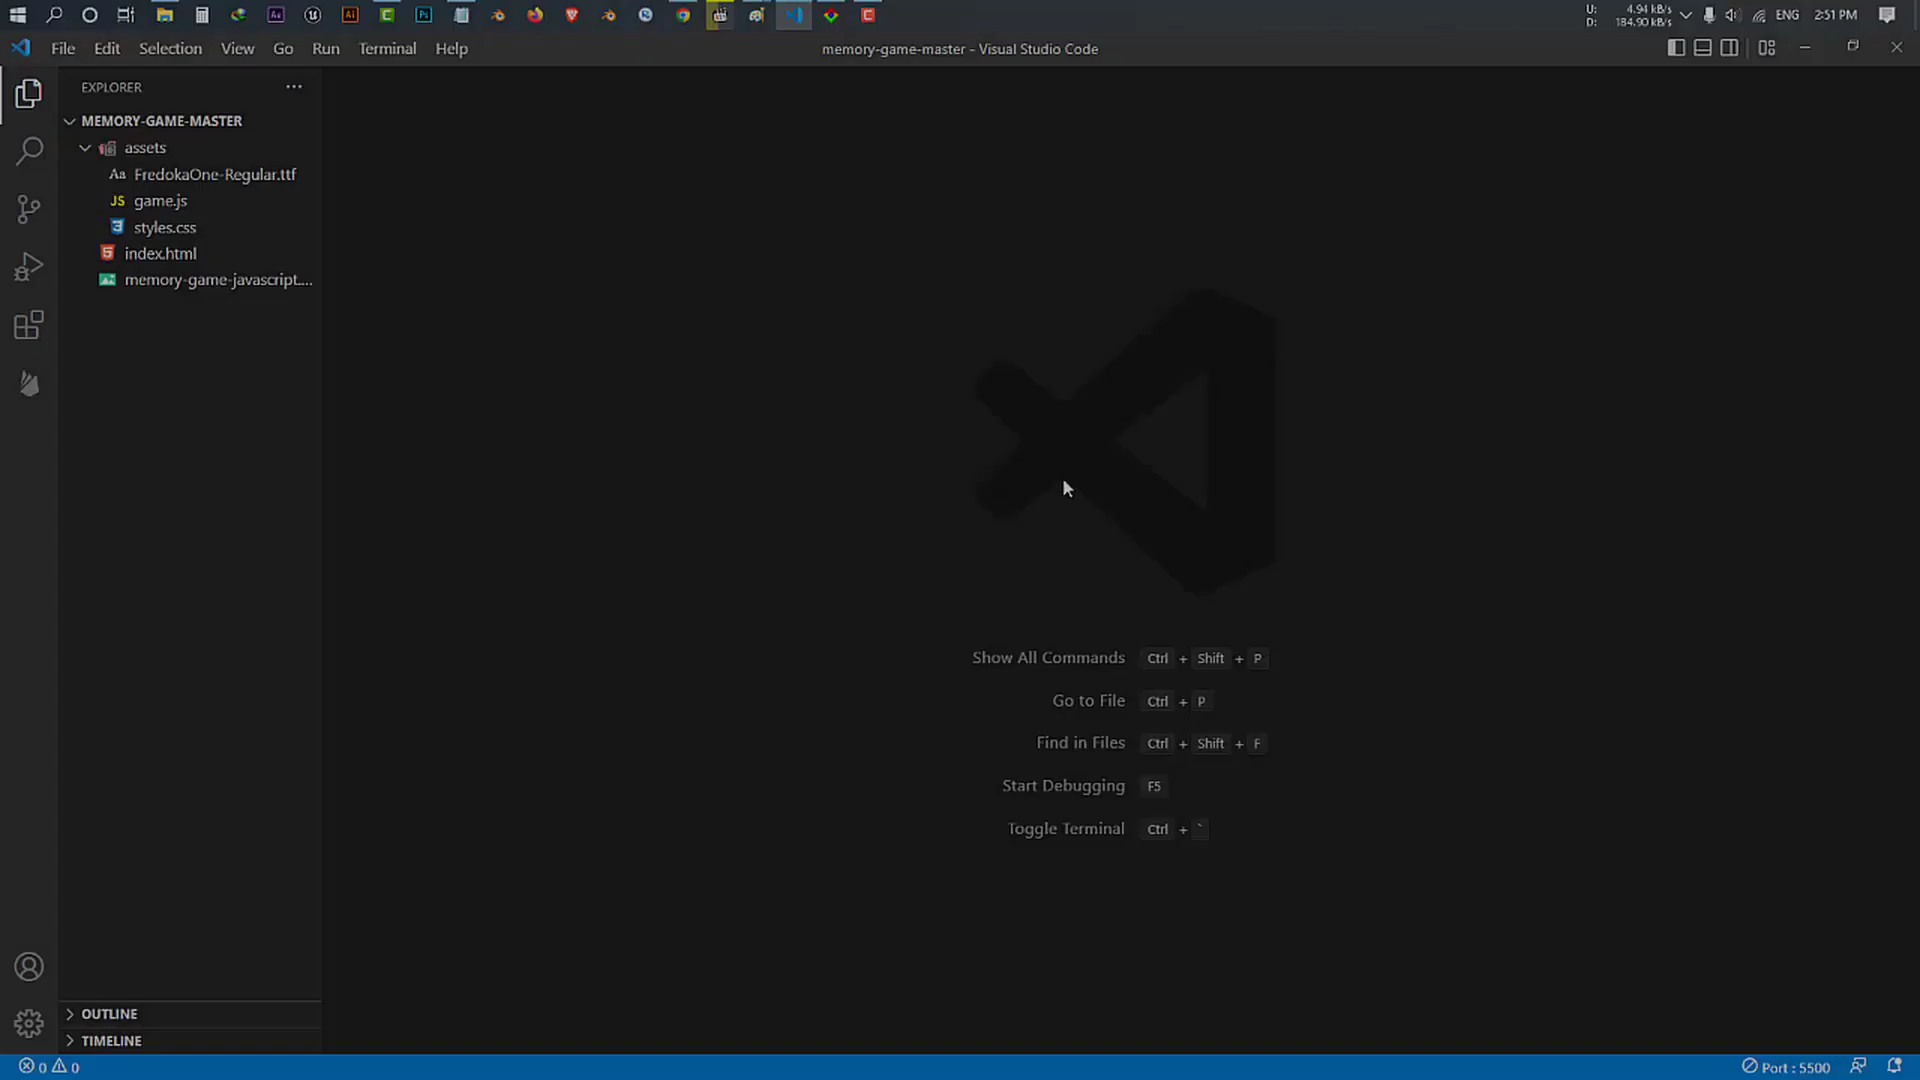 U: 4.94 kB/s
D: 184.90 kB/s
ENG 2:51 PM
File Edit Selection View Go Run Terminal Help
memory-game-master - Visual Studio Code
EXPLORER ...
MEMORY-GAME-MASTER
assets
Aa FredokaOne-Regular.ttf
JS game.js
styles.css
index.html
memory-game-javascript....
Show All Commands Ctrl + Shift + P
Go to File Ctrl + P
Find in Files Ctrl + Shift + F
Start Debugging F5
Toggle Terminal Ctrl + `
OUTLINE
TIMELINE
0 0
Port : 5500